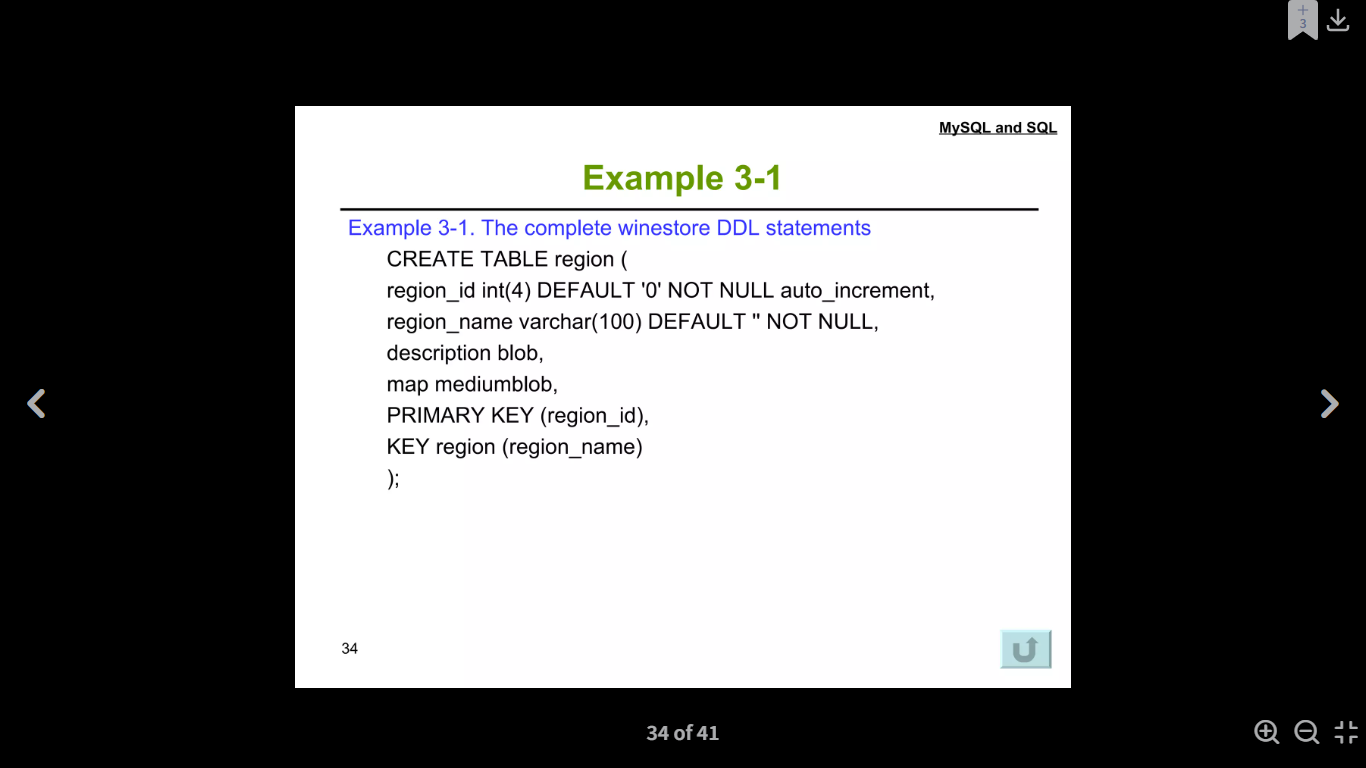 +
3
MySQL and SQL
Example 3-1
Example 3-1. The complete winestore DDL statements
CREATE TABLE region (
region_id int(4) DEFAULT '0' NOT NULL auto_increment,
region_name varchar(100) DEFAULT '' NOT NULL,
description blob,
map mediumblob,
PRIMARY KEY (region_id),
KEY region (region_name)
);
34
34 of 41